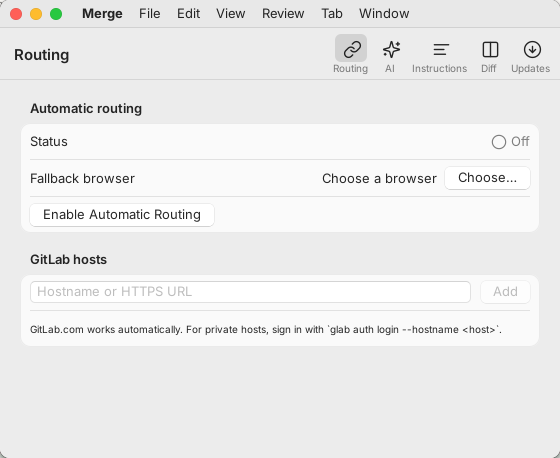 Merge File Edit View Review Tab Window
Routing
Routing AI Instructions Diff Updates
Automatic routing
Status Off
Fallback browser Choose a browser Choose...
Enable Automatic Routing
GitLab hosts
Hostname or HTTPS URL Add
GitLab.com works automatically. For private hosts, sign in with `glab auth login --hostname <host>`.